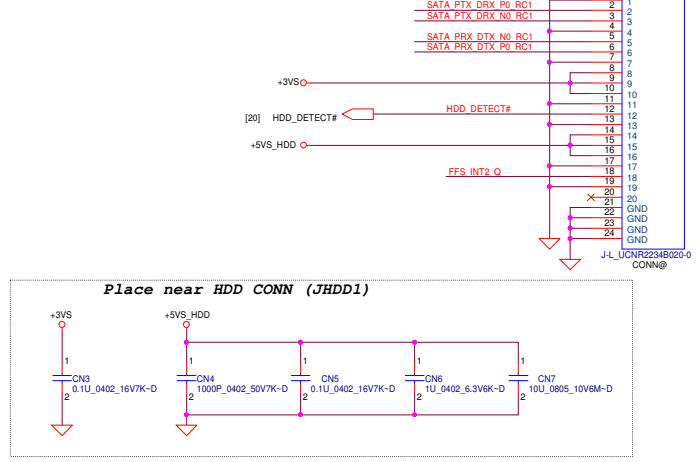 1
SATA_PTX_DRX_P0_RC1 2 2
SATA_PTX_DRX_N0_RC1 3 3
4 4
SATA_PRX_DTX_N0_RC1 5 5
SATA_PRX_DTX_P0_RC1 6 6
7 7
8 8
+3VS 9 9
10 10
11 11
[20] HDD_DETECT# HDD_DETECT# 12 12
13 13
14 14
+5VS_HDD 15 15
16 16
17 17
FFS_INT2_Q 18 18
19 19
20 20
21 GND
22 GND
23 GND
24 GND
J-L_UCNR2234B020-0
CONN@
Place near HDD CONN (JHDD1)
+3VS +5VS_HDD
1 1 1 1 1
CN3 CN4 CN5 CN6 CN7
0.1U_0402_16V7K~D 1000P_0402_50V7K~D 0.1U_0402_16V7K~D 1U_0402_6.3V6K~D 10U_0805_10V6M~D
2 2 2 2 2